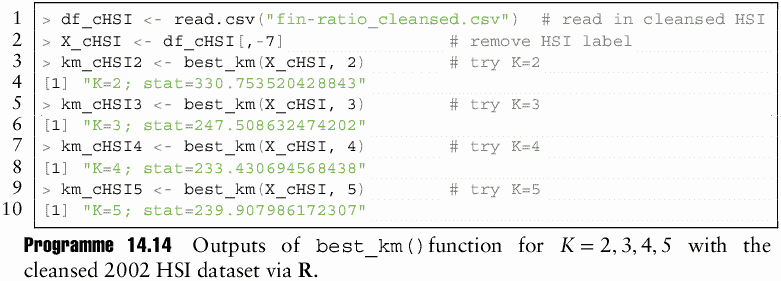 1 > df_cHSI <- read.csv("fin-ratio_cleansed.csv") # read in cleansed HSI
2 > X_cHSI <- df_cHSI[,-7] # remove HSI label
3 > km_cHSI2 <- best_km(X_cHSI, 2) # try K=2
4 [1] "K=2; stat=330.753520428843"
5 > km_cHSI3 <- best_km(X_cHSI, 3) # try K=3
6 [1] "K=3; stat=247.508632474202"
7 > km_cHSI4 <- best_km(X_cHSI, 4) # try K=4
8 [1] "K=4; stat=233.430694568438"
9 > km_cHSI5 <- best_km(X_cHSI, 5) # try K=5
10 [1] "K=5; stat=239.907986172307"
Programme 14.14 Outputs of best_km() function for K = 2, 3, 4, 5 with the
cleansed 2002 HSI dataset via R.